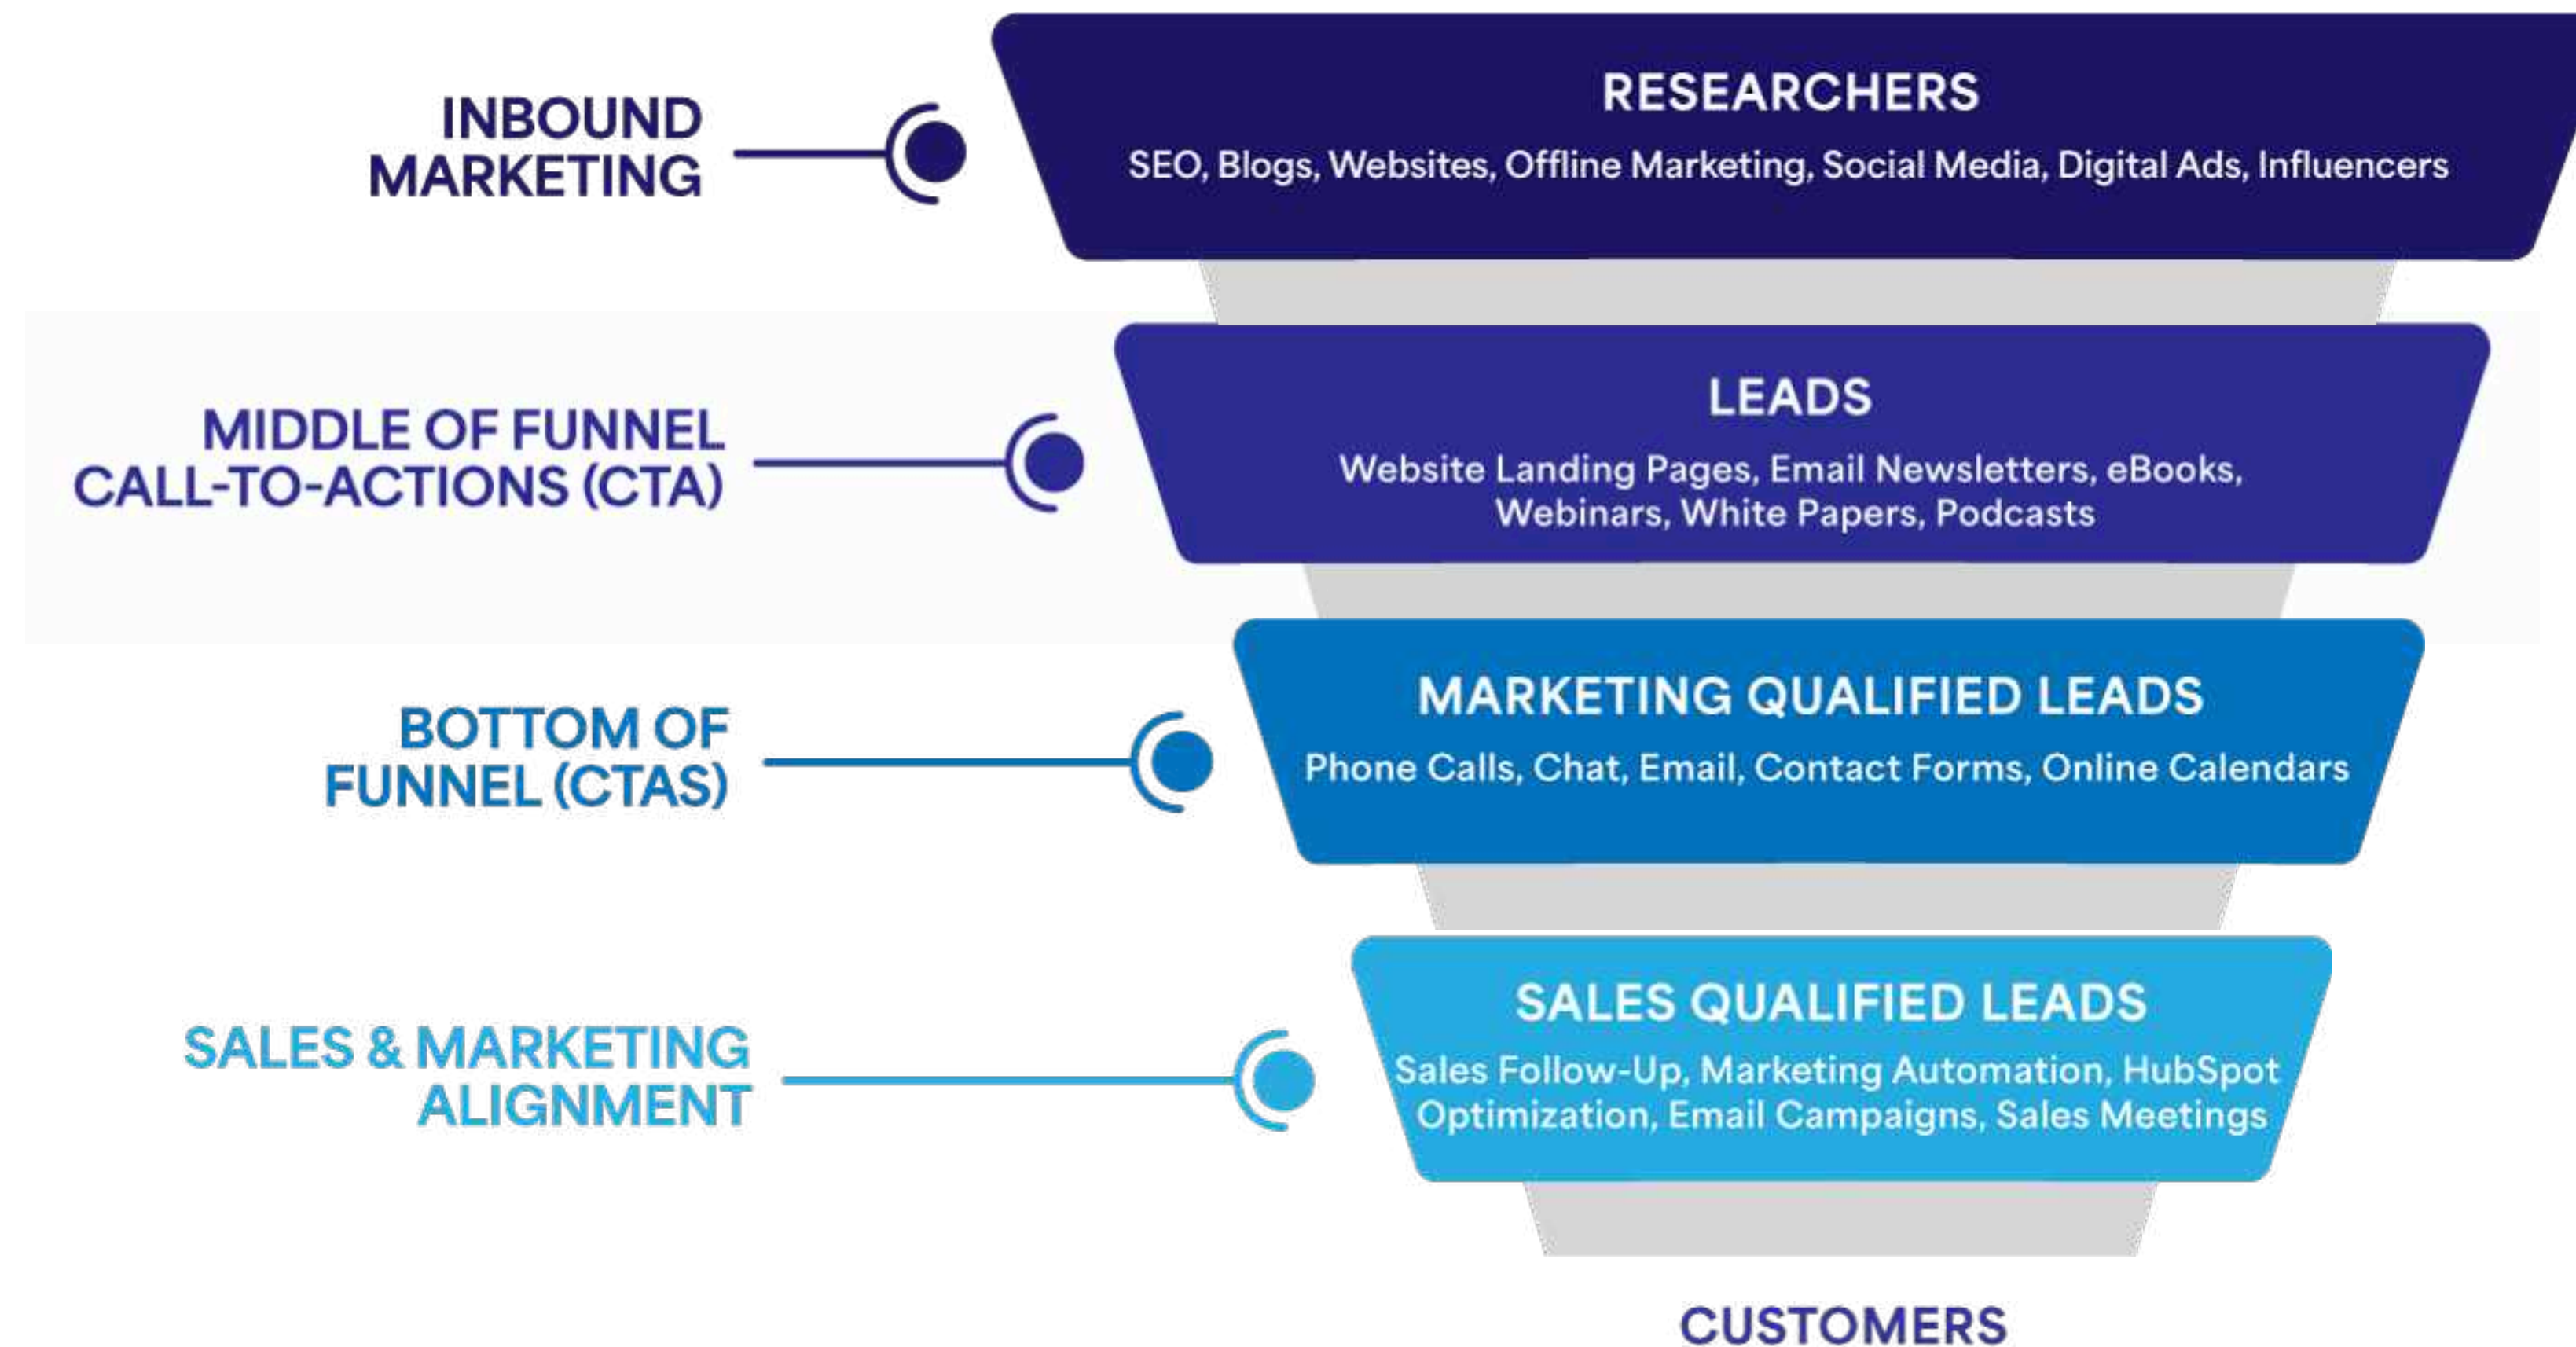 INBOUND
MARKETING
RESEARCHERS
SEO, Blogs, Websites, Offline Marketing, Social Media, Digital Ads, Influencers
MIDDLE OF FUNNEL
CALL-TO-ACTIONS (CTA)
LEADS
Website Landing Pages, Email Newsletters, eBooks,
Webinars, White Papers, Podcasts
BOTTOM OF
FUNNEL (CTAS)
MARKETING QUALIFIED LEADS
Phone Calls, Chat, Email, Contact Forms, Online Calendars
SALES & MARKETING
ALIGNMENT
SALES QUALIFIED LEADS
Sales Follow-Up, Marketing Automation, HubSpot
Optimization, Email Campaigns, Sales Meetings
CUSTOMERS